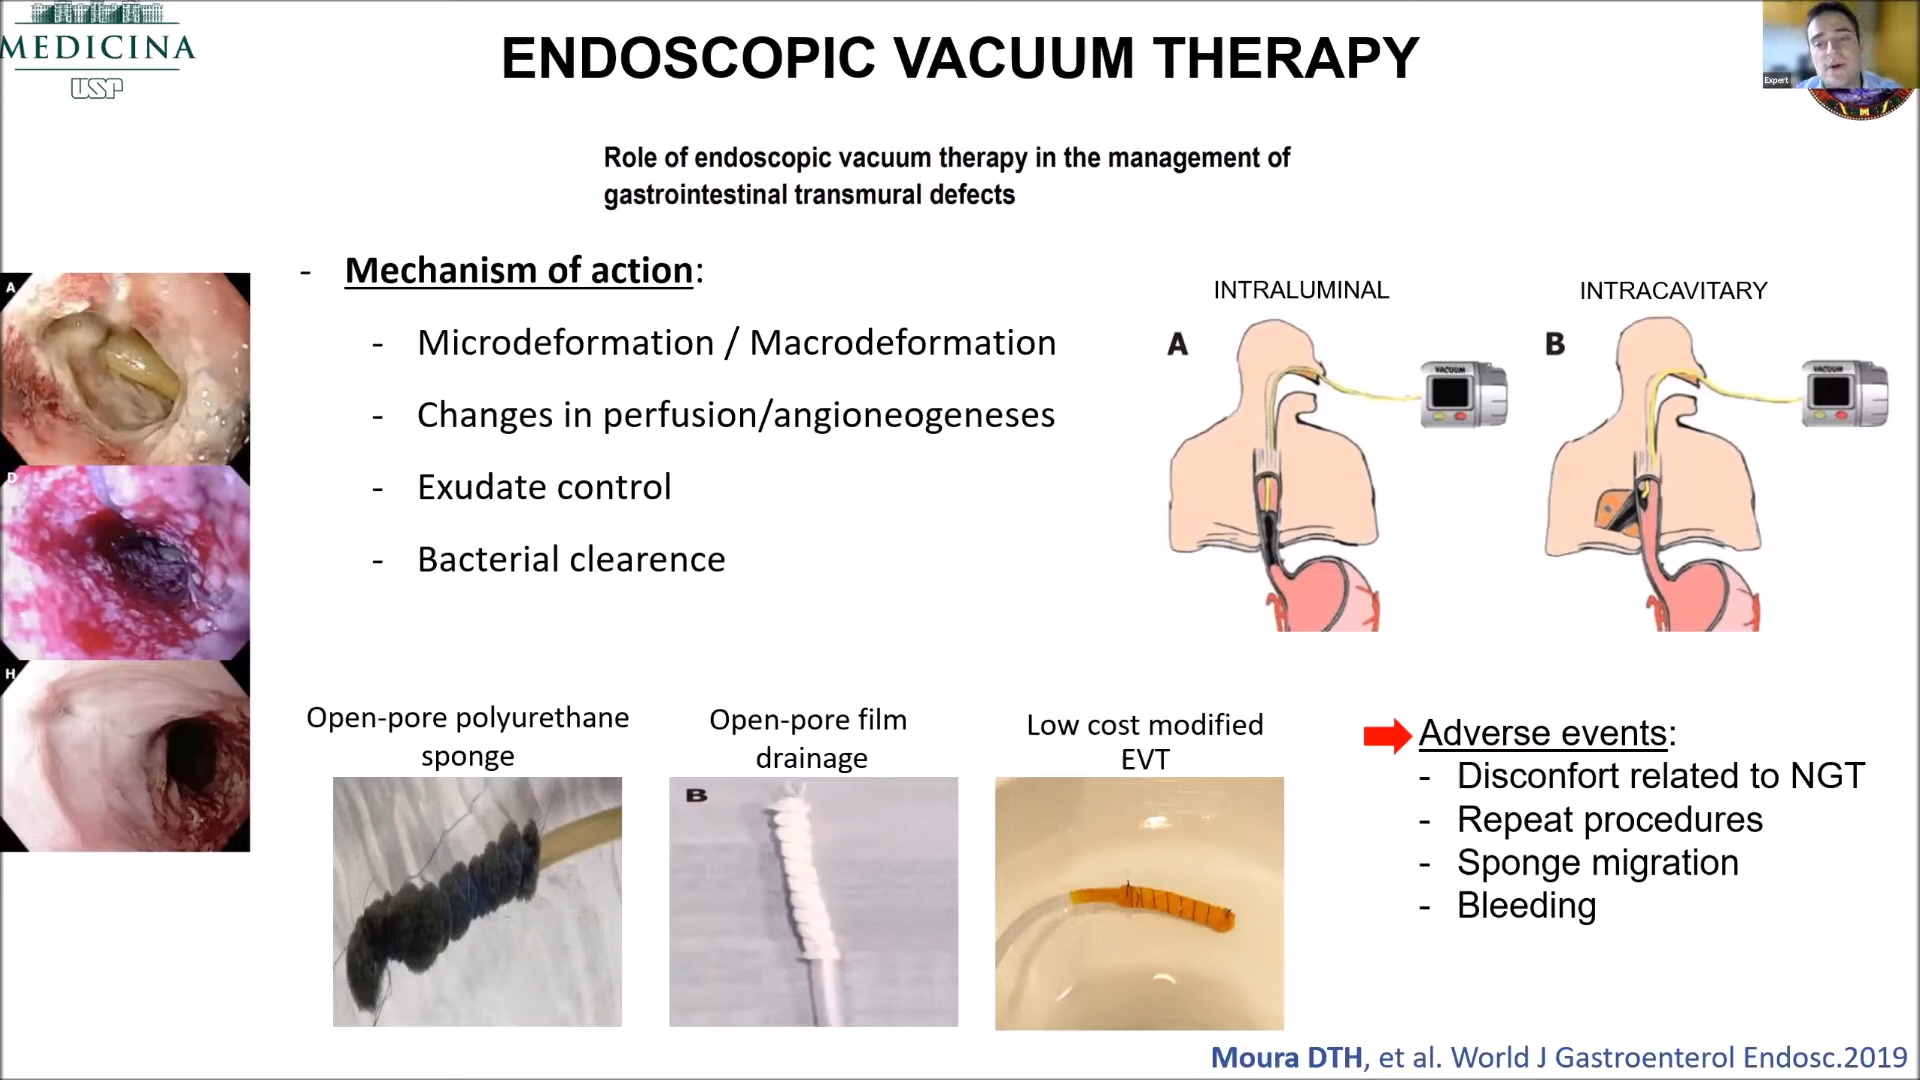 MEDICINA
USP
ENDOSCOPIC VACUUM THERAPY
Expert
Role of endoscopic vacuum therapy in the management of
gastrointestinal transmural defects
- Mechanism of action:
- Microdeformation / Macrodeformation
- Changes in perfusion/angioneogeneses
- Exudate control
- Bacterial clearence
A
D
H
INTRALUMINAL
A
VACUUM
INTRACAVITARY
B
VACUUM
Open-pore polyurethane
sponge
Open-pore film
drainage
B
Low cost modified
EVT
Adverse events:
- Disconfort related to NGT
- Repeat procedures
- Sponge migration
- Bleeding
Moura DTH, et al. World J Gastroenterol Endosc.2019